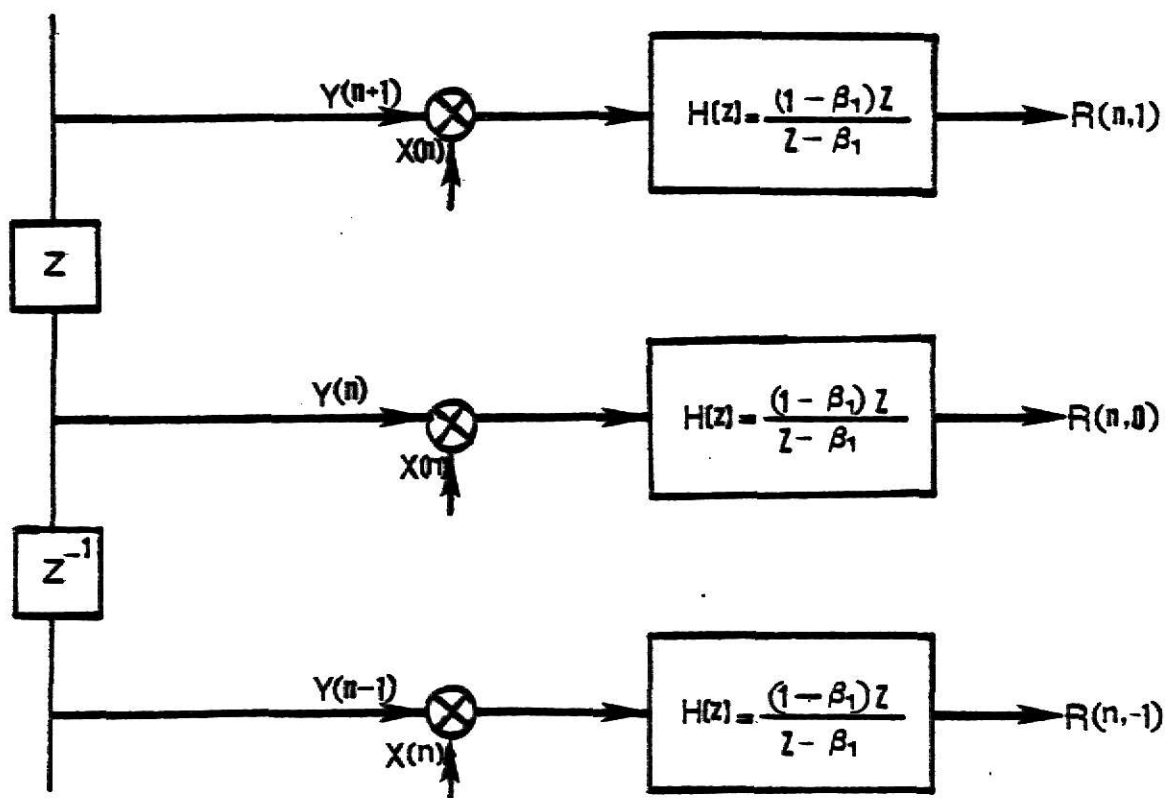 Y(n+1)
X(n)
H(z) = (1 - β₁) Z / Z - β₁
R(n,1)
Z
Y(n)
X(n)
H(z) = (1 - β₁) Z / Z - β₁
R(n,0)
Z⁻¹
Y(n-1)
X(n)
H(z) = (1 - β₁) Z / Z - β₁
R(n,-1)